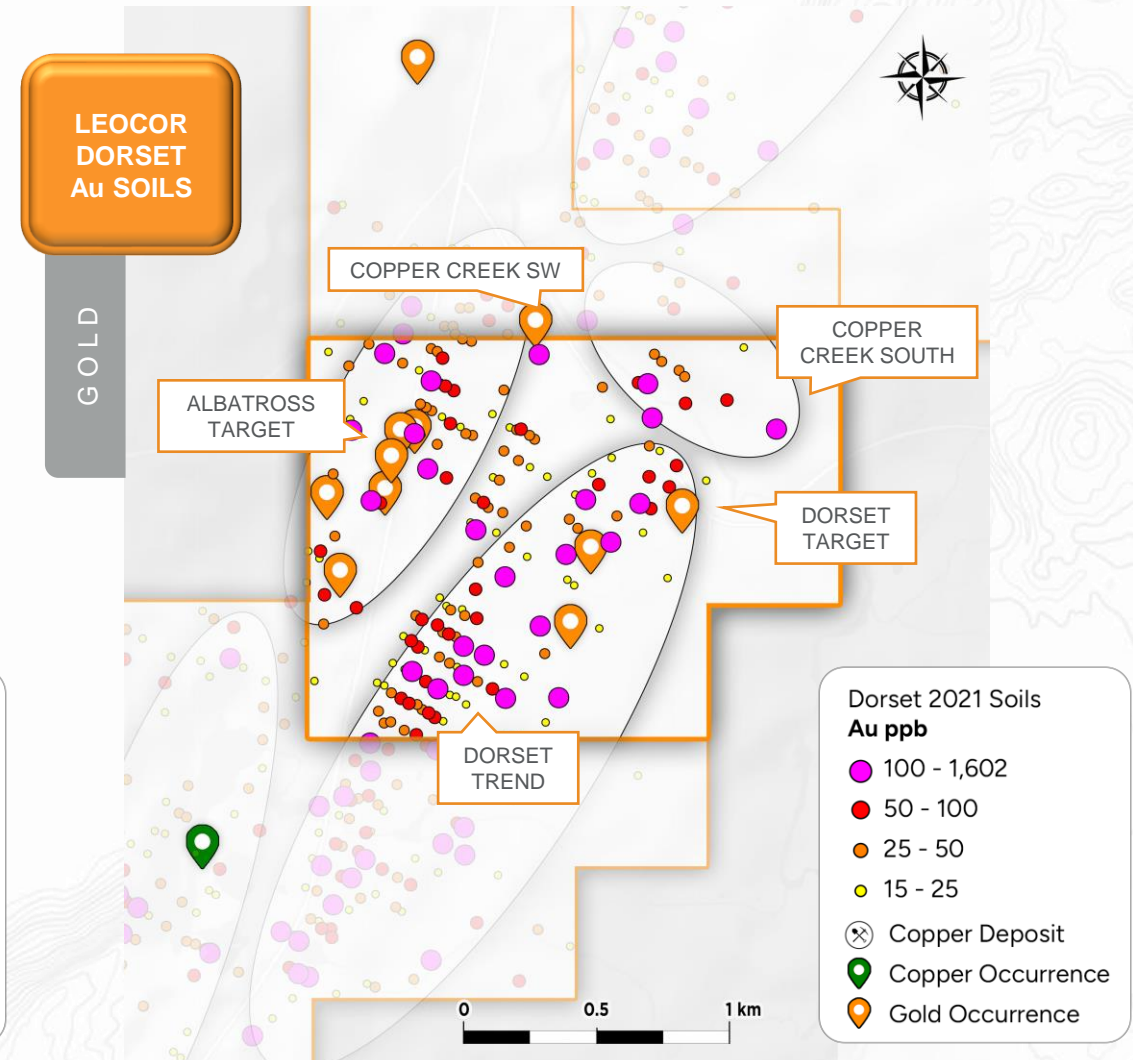 LEOCOR
DORSET
Au SOILS
GOLD
COPPER CREEK SW
COPPER
CREEK SOUTH
ALBATROSS
TARGET
DORSET
TARGET
DORSET
TREND
Dorset 2021 Soils
Au ppb
100 - 1,602
50 - 100
25 - 50
15 - 25
Copper Deposit
Copper Occurrence
Gold Occurrence
0 0.5 1 km